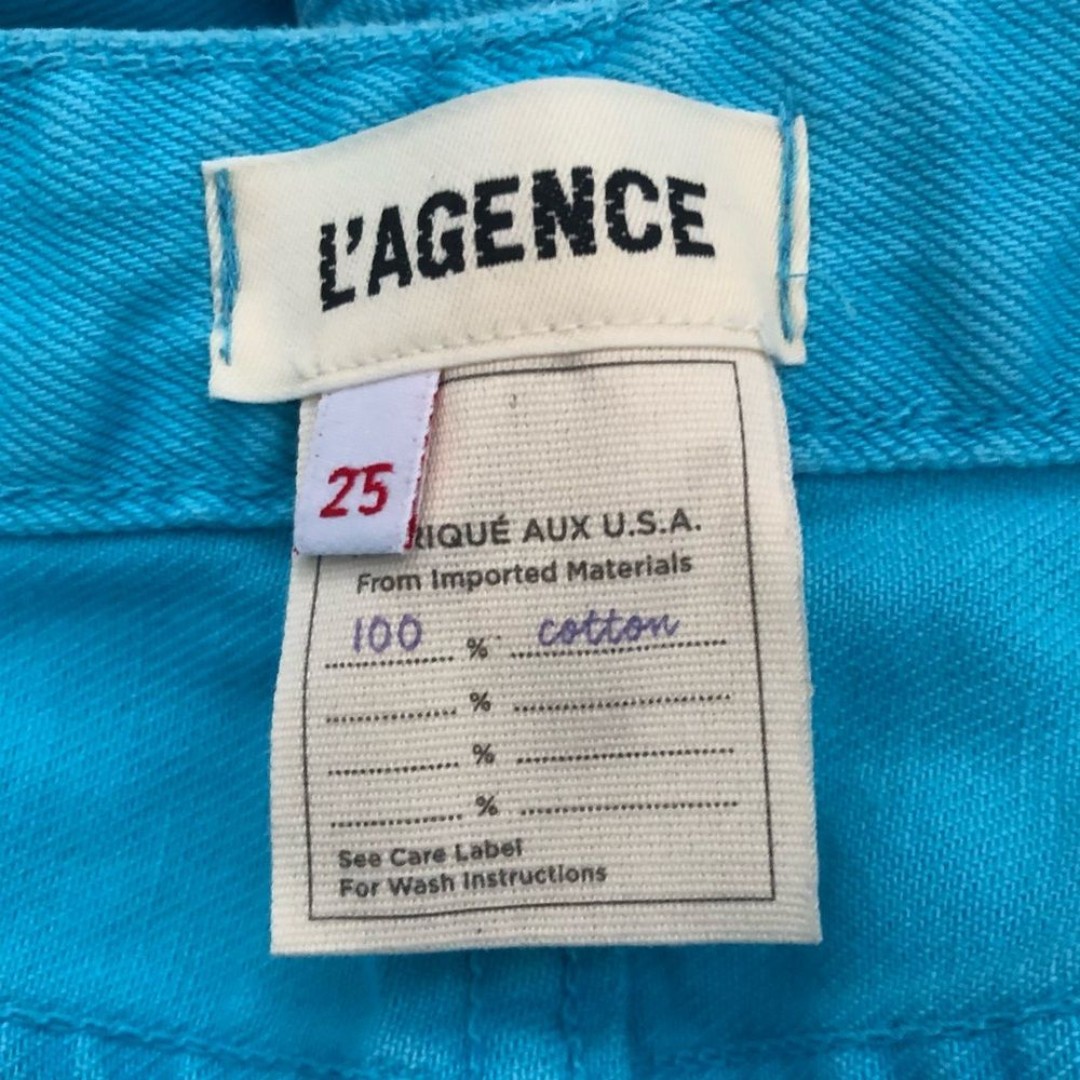 L'AGENCE
25
RIQUÉ AUX U.S.A.
From Imported Materials
100 % cotton
%
%
%
See Care Label
For Wash Instructions